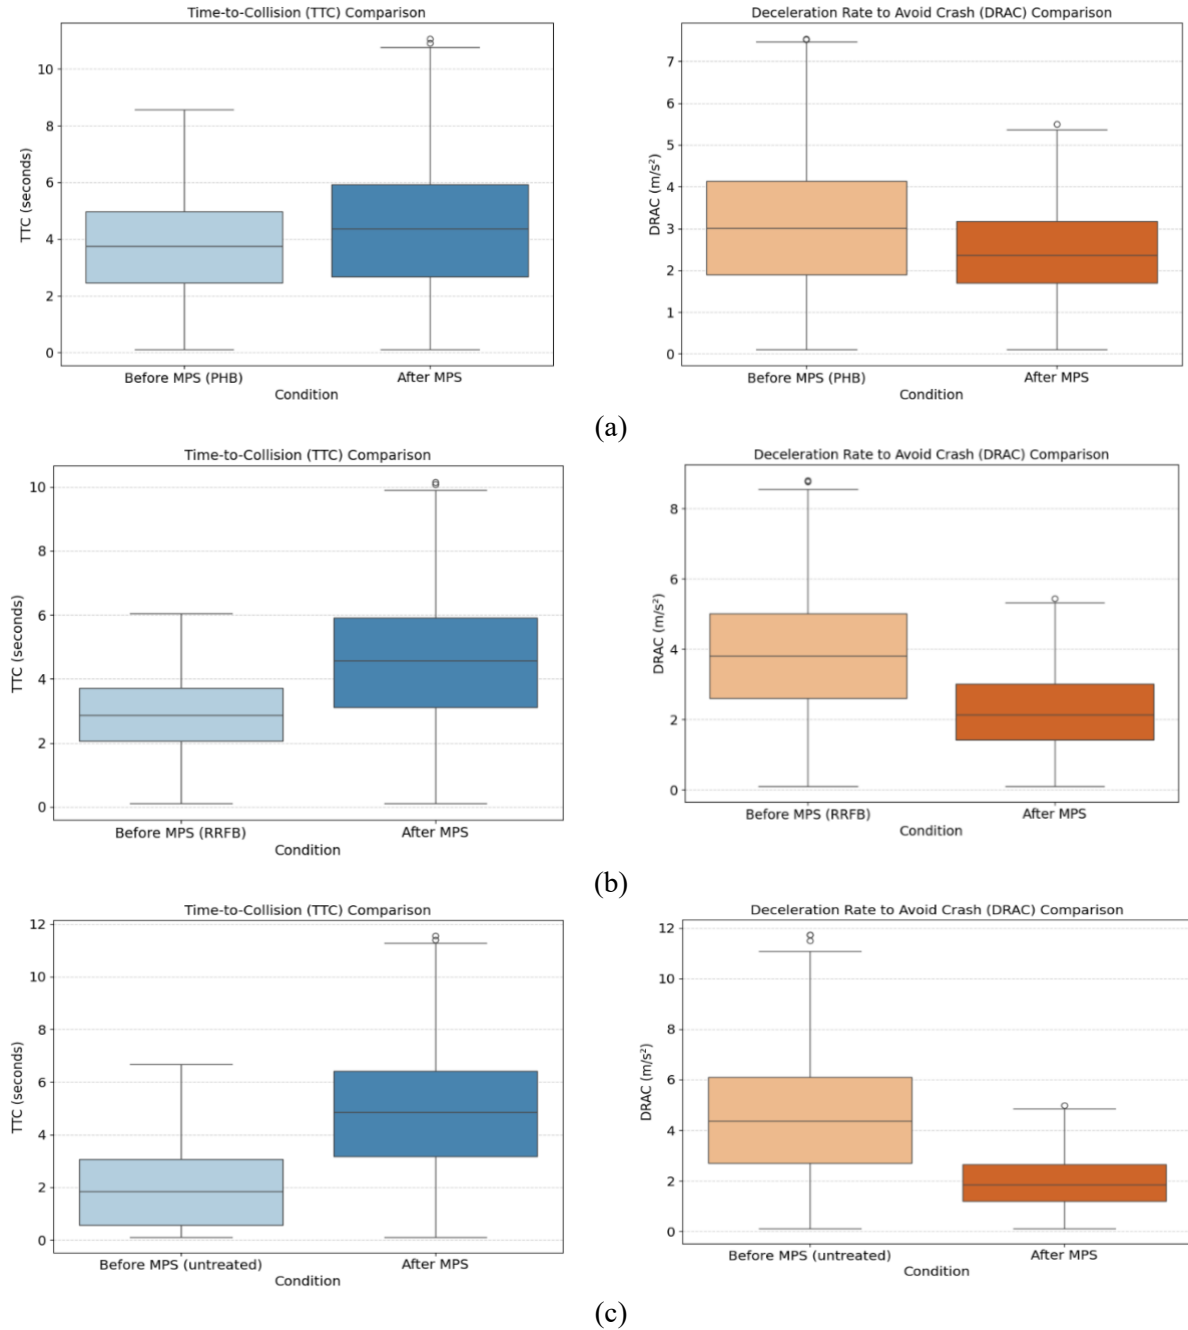 Time-to-Collision (TTC) Comparison
TTC (seconds)
10
8
6
4
2
0
Before MPS (PHB) After MPS
Condition
Deceleration Rate to Avoid Crash (DRAC) Comparison
DRAC (m/s²)
7
6
5
4
3
2
1
0
Before MPS (PHB) After MPS
Condition
(a)
Time-to-Collision (TTC) Comparison
TTC (seconds)
10
8
6
4
2
0
Before MPS (RRFB) After MPS
Condition
Deceleration Rate to Avoid Crash (DRAC) Comparison
DRAC (m/s²)
8
6
4
2
0
Before MPS (RRFB) After MPS
Condition
(b)
Time-to-Collision (TTC) Comparison
TTC (seconds)
12
10
8
6
4
2
0
Before MPS (untreated) After MPS
Condition
Deceleration Rate to Avoid Crash (DRAC) Comparison
DRAC (m/s²)
12
10
8
6
4
2
0
Before MPS (untreated) After MPS
Condition
(c)